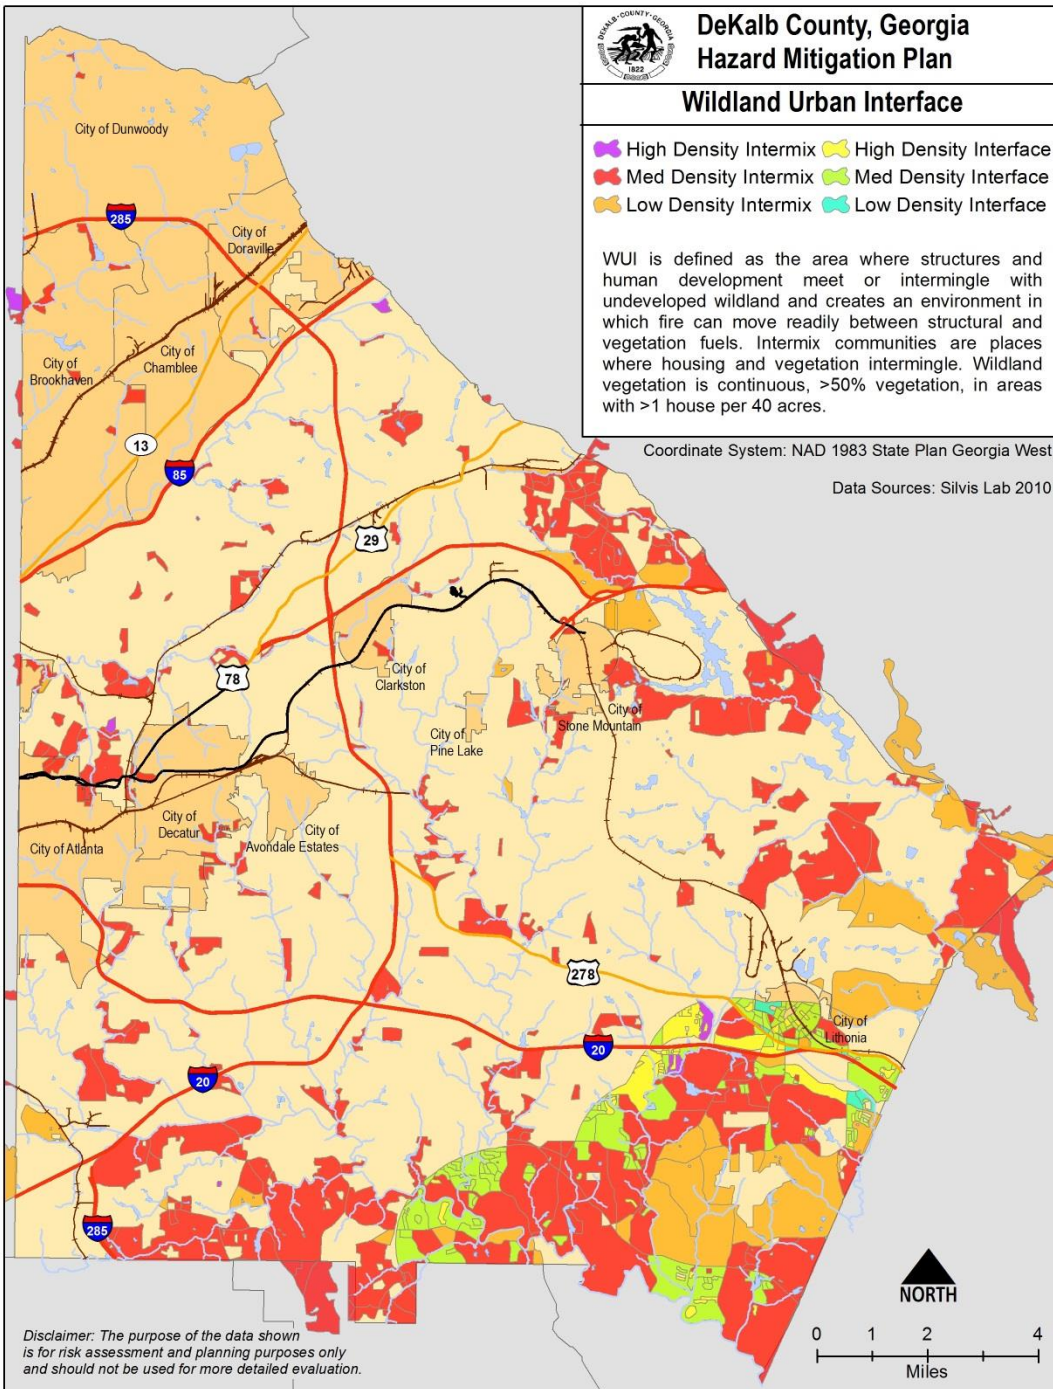 DEKALB·COUNTY·GEORGIA
1822
DeKalb County, Georgia
Hazard Mitigation Plan
Wildland Urban Interface
High Density Intermix
High Density Interface
Med Density Intermix
Med Density Interface
Low Density Intermix
Low Density Interface
WUI is defined as the area where structures and
human development meet or intermingle with
undeveloped wildland and creates an environment in
which fire can move readily between structural and
vegetation fuels. Intermix communities are places
where housing and vegetation intermingle. Wildland
vegetation is continuous, >50% vegetation, in areas
with >1 house per 40 acres.
Coordinate System: NAD 1983 State Plan Georgia West
Data Sources: Silvis Lab 2010
City of Dunwoody
285
City of
Doraville
City of
Brookhaven
City of
Chamblee
13
85
29
78
City of
Clarkston
City of
Pine Lake
City of
Stone Mountain
City of
Decatur
City of
Avondale Estates
City of Atlanta
278
City of
Lithonia
20
20
285
NORTH
0 1 2 4
Miles
Disclaimer: The purpose of the data shown
is for risk assessment and planning purposes only
and should not be used for more detailed evaluation.